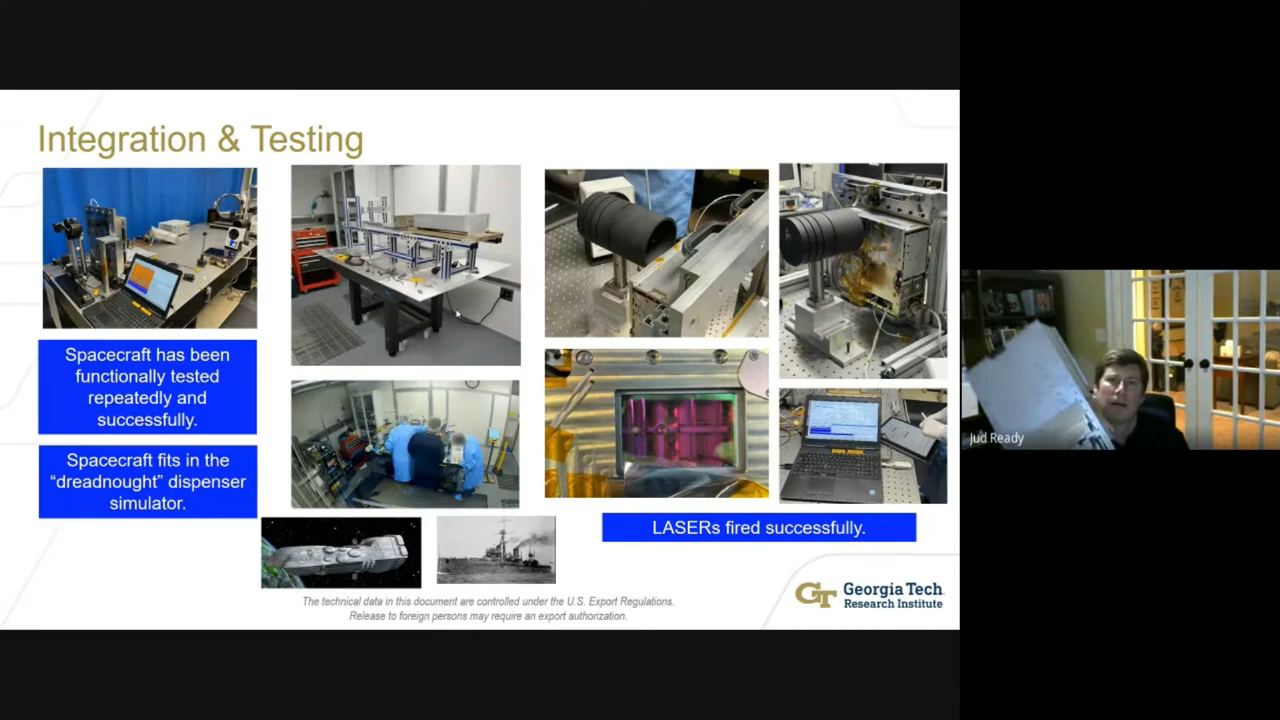 Integration & Testing
Spacecraft has been
functionally tested
repeatedly and
successfully.
Spacecraft fits in the
“dreadnought” dispenser
simulator.
LASERs fired successfully.
The technical data in this document are controlled under the U.S. Export Regulations.
Release to foreign persons may require an export authorization.
GT Georgia Tech
Research Institute
Jud Ready